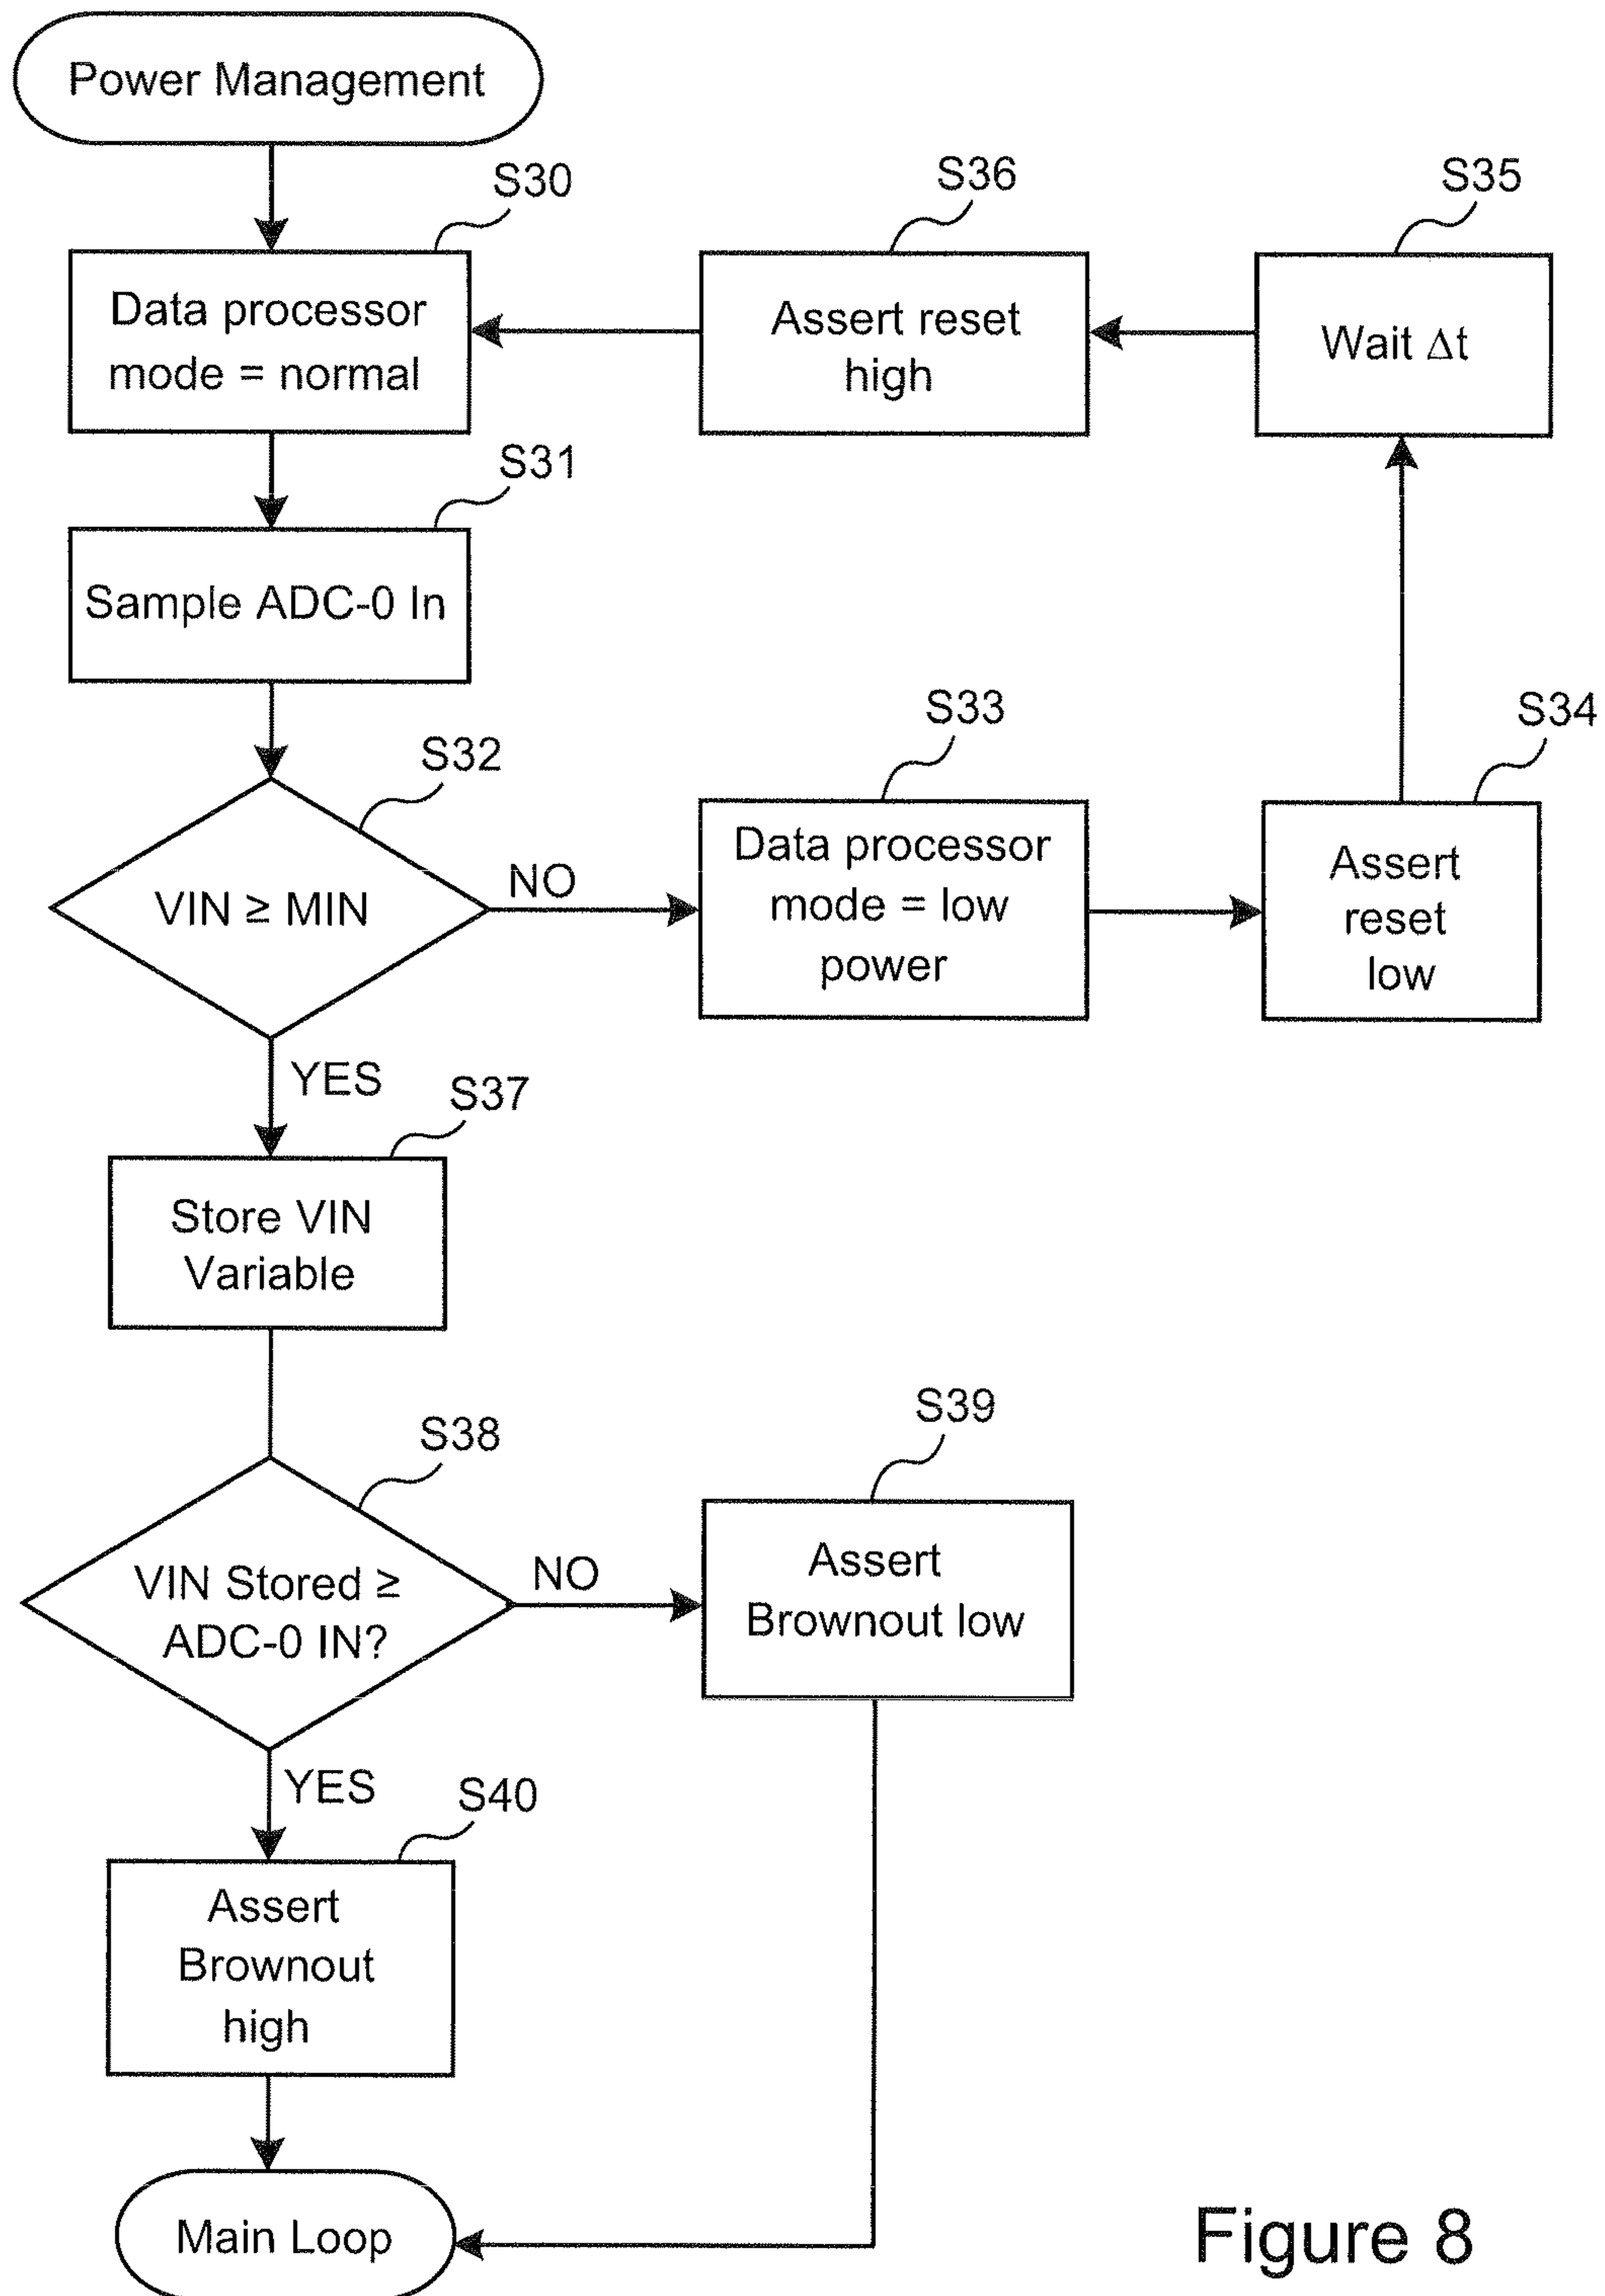 Power Management
S30
Data processor
mode = normal
S36
Assert reset
high
S35
Wait Δt
S31
Sample ADC-0 In
S32
VIN ≥ MIN
NO
S33
Data processor
mode = low
power
S34
Assert
reset
low
YES
S37
Store VIN
Variable
S38
VIN Stored ≥
ADC-0 IN?
NO
S39
Assert
Brownout low
YES
S40
Assert
Brownout
high
Main Loop
Figure 8